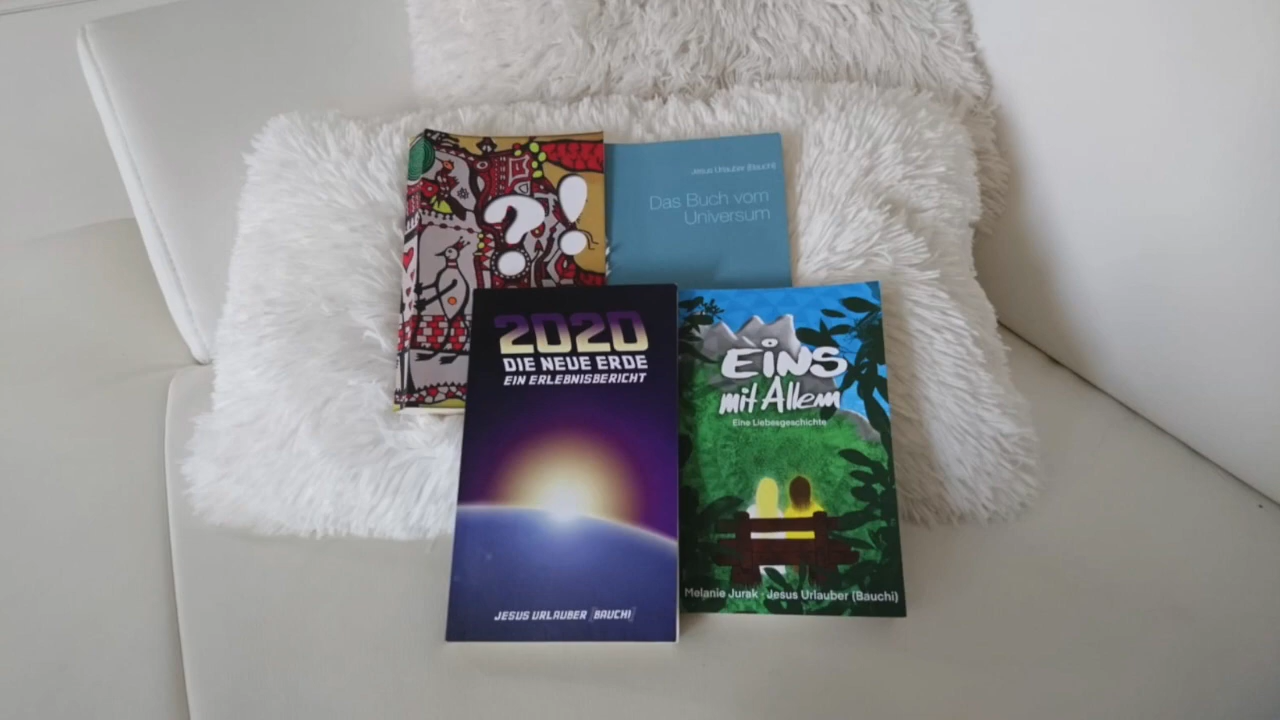 ?!
Jesus Urlauber (Bauchi)
Das Buch vom
Universum
2020
DIE NEUE ERDE
EIN ERLEBNISBERICHT
JESUS URLAUBER [BAUCHI]
EiNS
mit Allem
Eine Liebesgeschichte
Melanie Jurak · Jesus Urlauber (Bauchi)